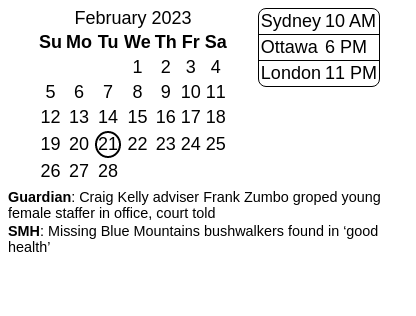 February 2023
Su Mo Tu We Th Fr Sa
1 2 3 4
5 6 7 8 9 10 11
12 13 14 15 16 17 18
19 20 21 22 23 24 25
26 27 28
Sydney 10 AM
Ottawa 6 PM
London 11 PM
Guardian: Craig Kelly adviser Frank Zumbo groped young
female staffer in office, court told
SMH: Missing Blue Mountains bushwalkers found in ‘good
health’